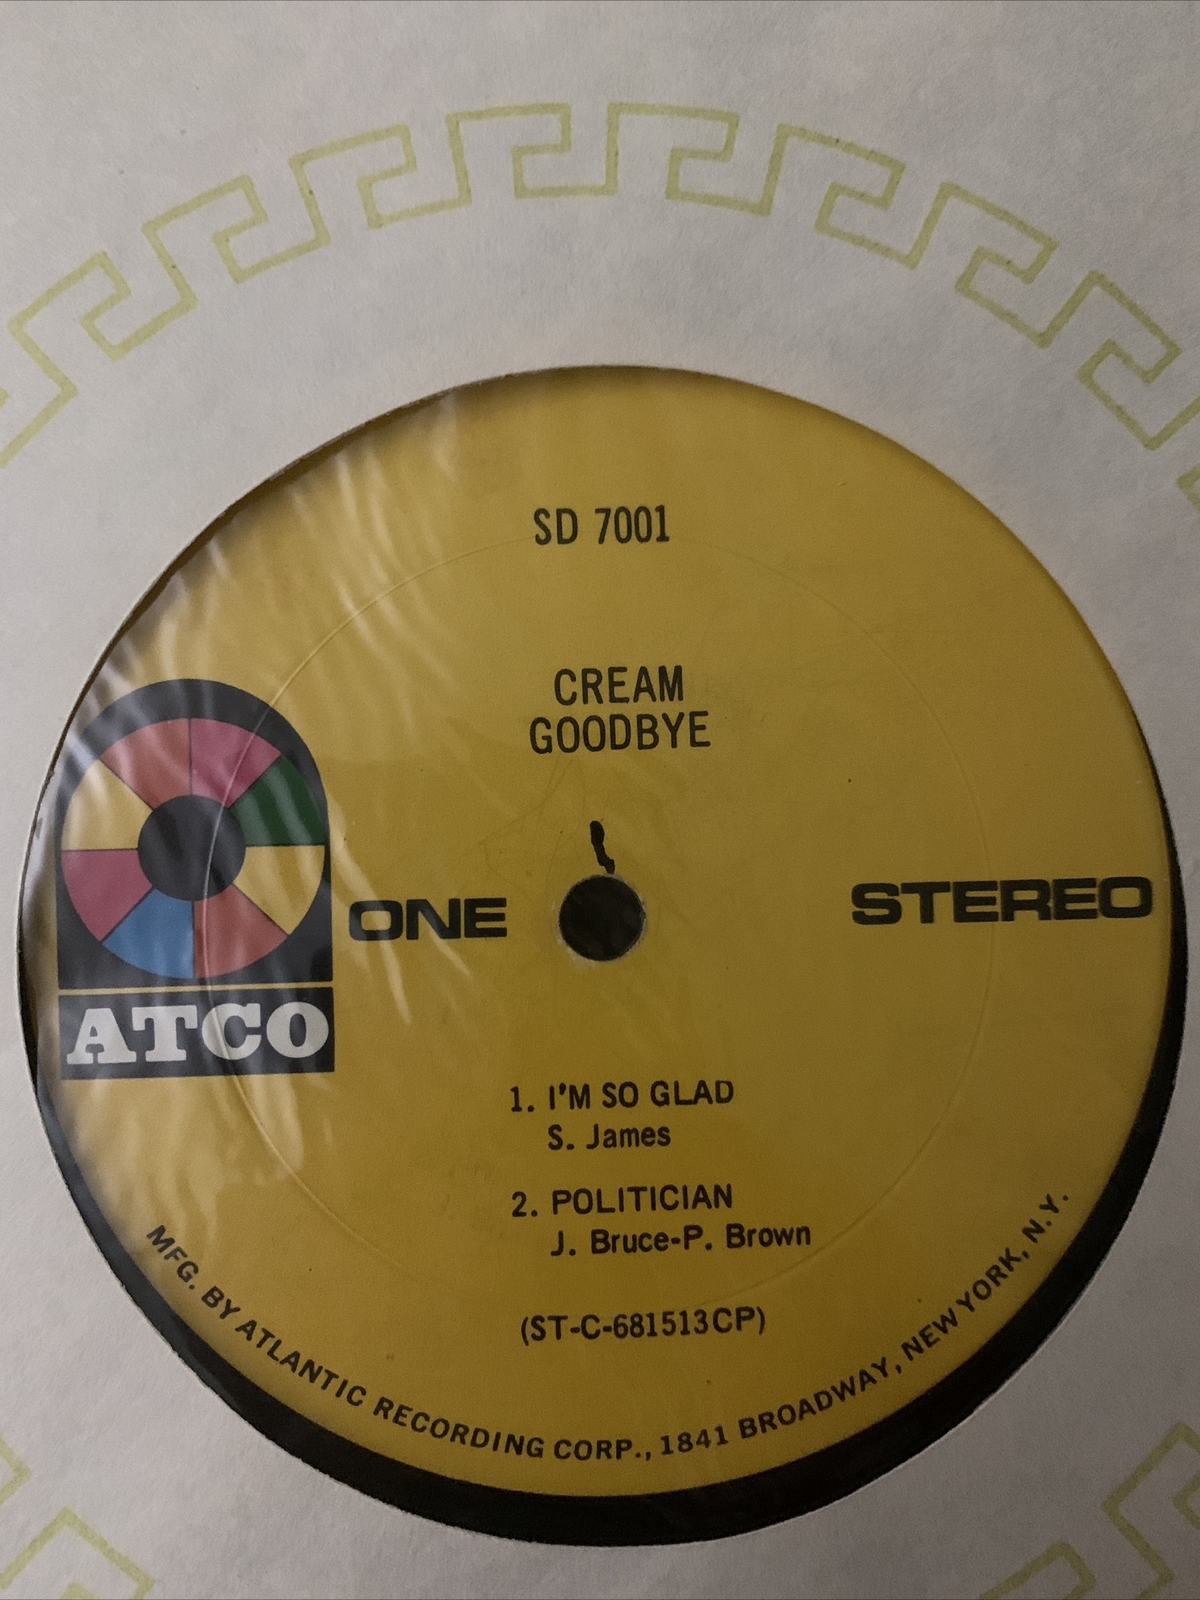 SD 7001
CREAM
GOODBYE
ONE
STEREO
ATCO
1. I'M SO GLAD
S. James
2. POLITICIAN
J. Bruce-P. Brown
(ST-C-681513CP)
MFG. BY ATLANTIC RECORDING CORP., 1841 BROADWAY, NEW YORK, N.Y.